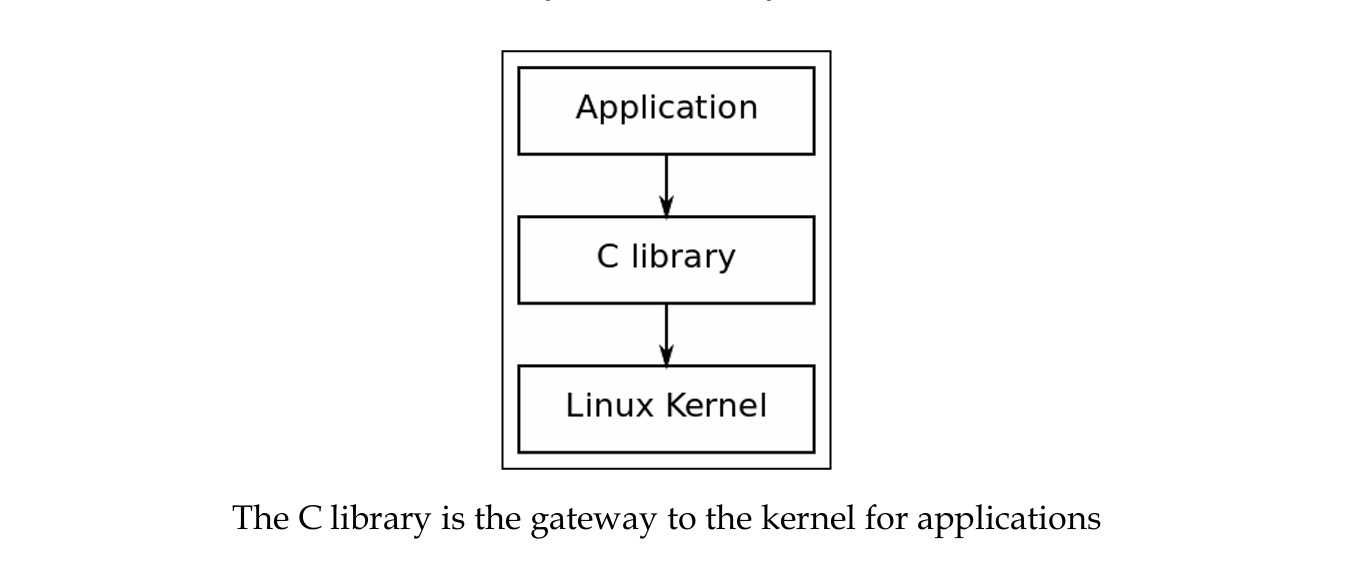 Application
C library
Linux Kernel
The C library is the gateway to the kernel for applications